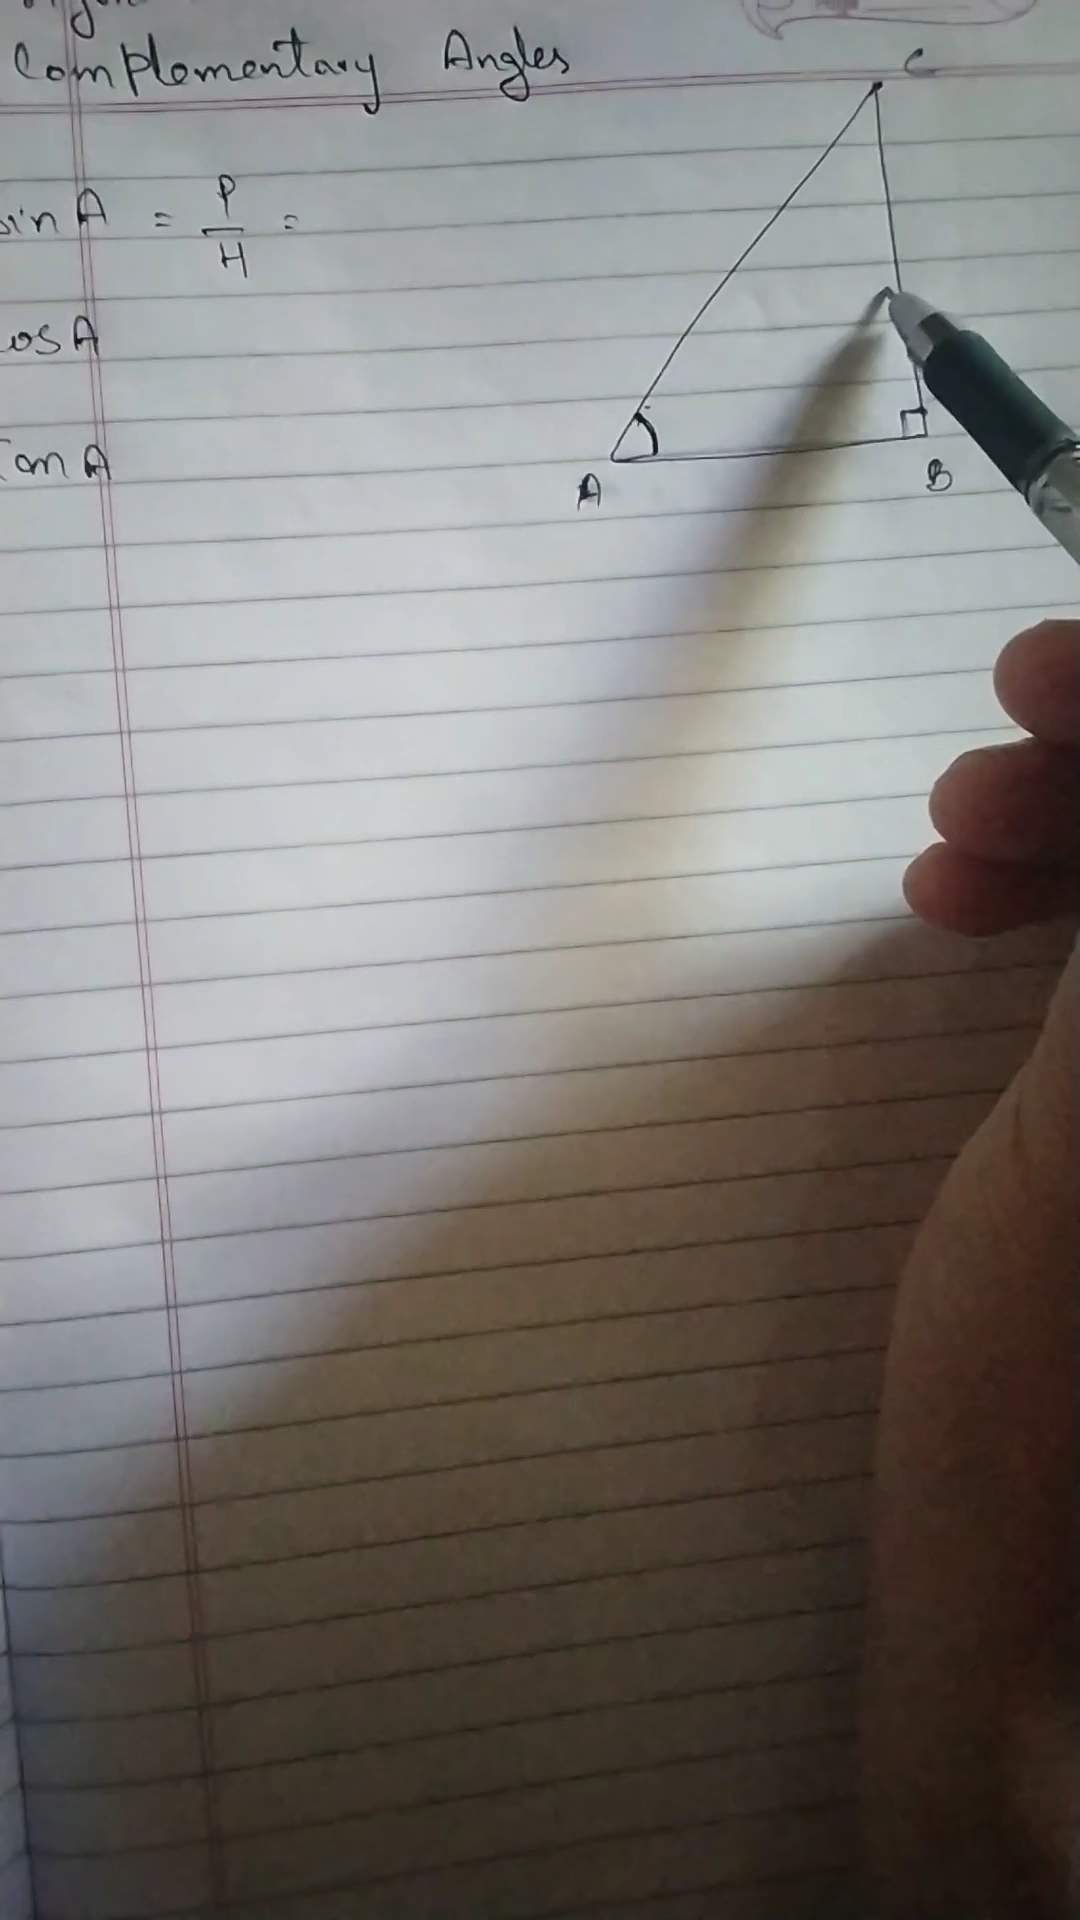 Complementary Angles
C
sin A = P/H =
cos A
Tan A
A
B